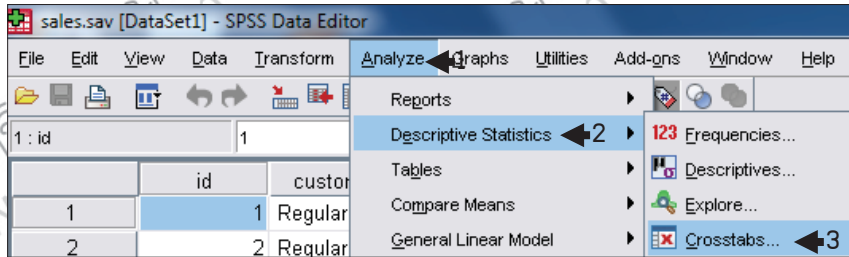 sales.sav [DataSet1] - SPSS Data Editor
File Edit View Data Transform Analyze 1 Graphs Utilities Add-ons Window Help
Reports
1 : id 1 Descriptive Statistics 2 123 Frequencies...
id Tables Descriptives...
1 1 Regular Compare Means Explore...
2 2 Regular General Linear Model Crosstabs... 3